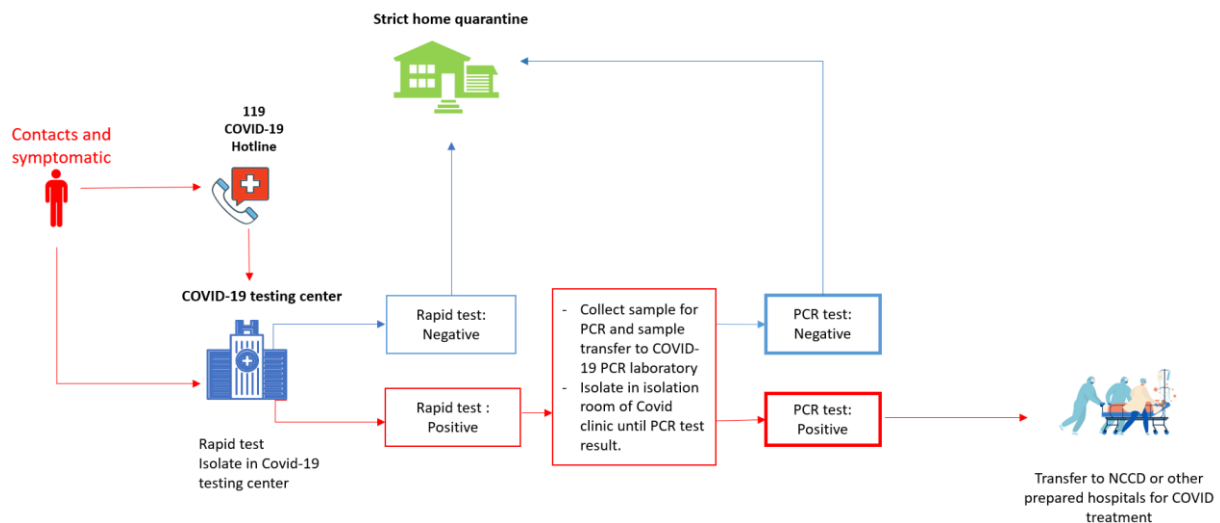 Strict home quarantine
119
COVID-19
Hotline
Contacts and
symptomatic
COVID-19 testing center
Rapid test
Isolate in Covid-19
testing center
Rapid test:
Negative
Rapid test :
Positive
- Collect sample for
PCR and sample
transfer to COVID-
19 PCR laboratory
- Isolate in isolation
room of Covid
clinic until PCR test
result.
PCR test:
Negative
PCR test:
Positive
Transfer to NCCD or other
prepared hospitals for COVID
treatment